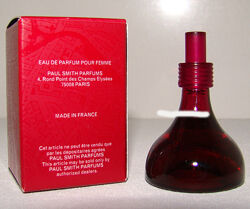 EAU DE PARFUM POUR FEMME
PAUL SMITH PARFUMS
4, Rond Point des Champs Elysées
75008 PARIS
MADE IN FRANCE
Cet article ne peut être vendu que
par les dépositaires agréés
PAUL SMITH PARFUMS
This article may be sold only by
PAUL SMITH PARFUMS
authorized dealers.